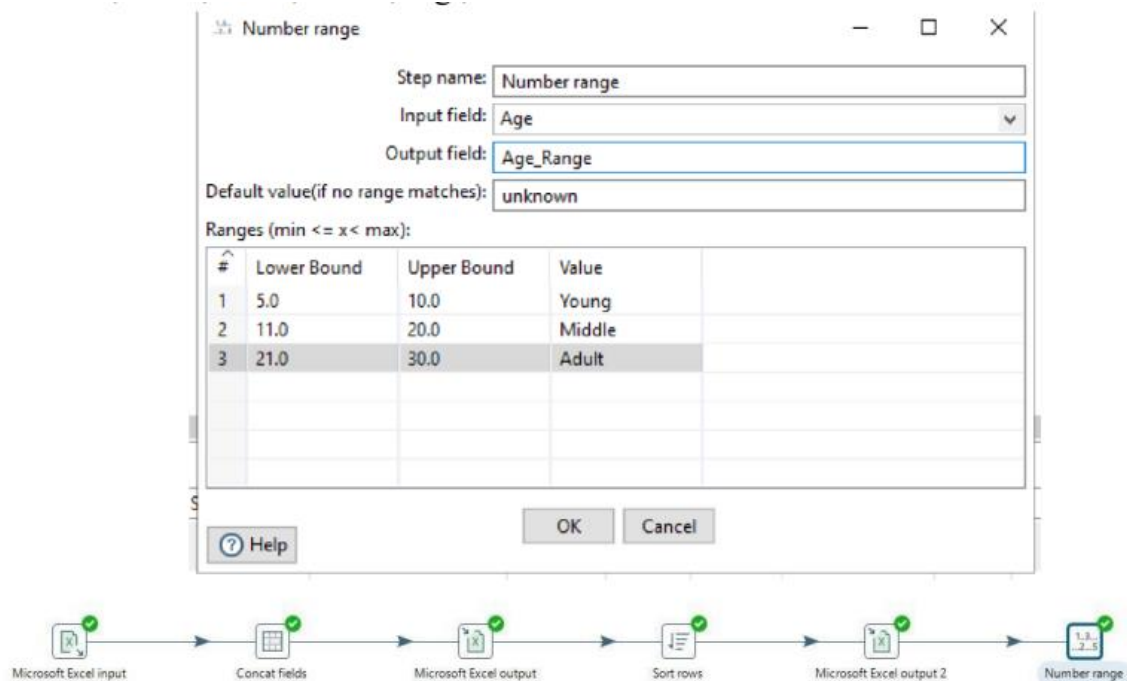 Number range
Step name: Number range
Input field: Age
Output field: Age_Range
Default value(if no range matches): unknown
Ranges (min <= x< max):
# Lower Bound Upper Bound Value
1 5.0 10.0 Young
2 11.0 20.0 Middle
3 21.0 30.0 Adult
OK Cancel
Help
Microsoft Excel input Concat fields Microsoft Excel output Sort rows Microsoft Excel output 2 Number range